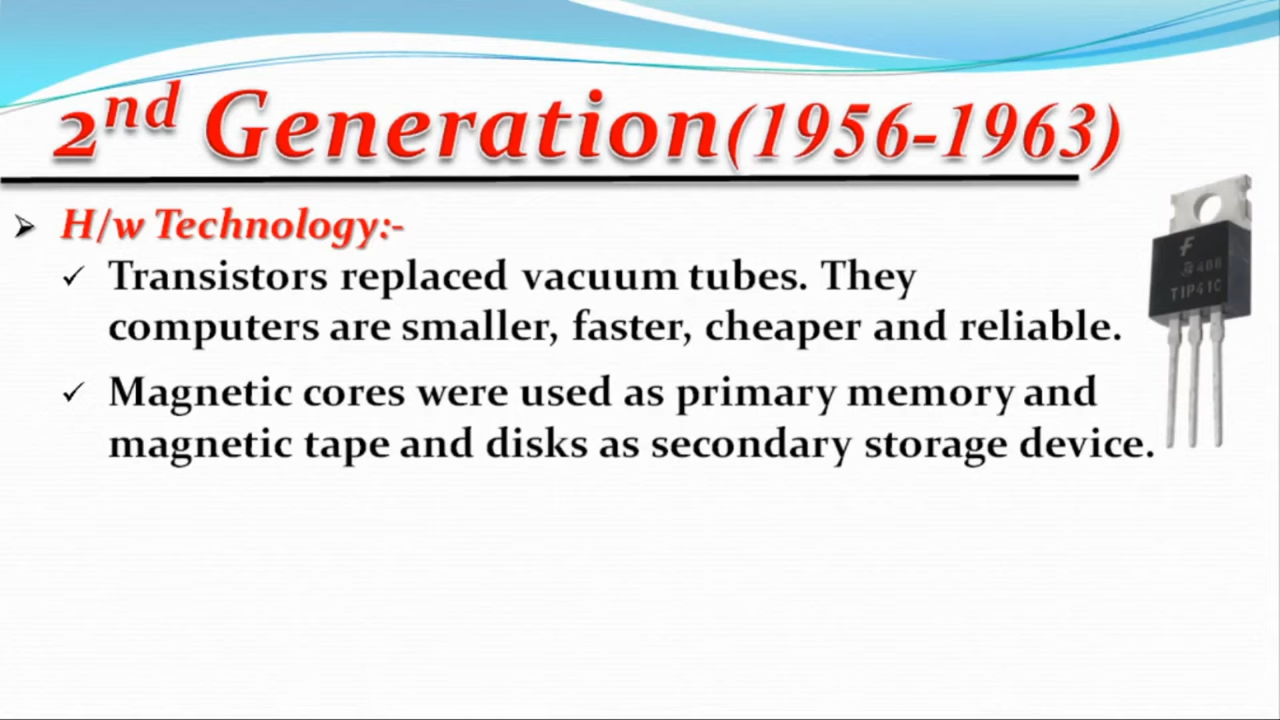 2nd Generation(1956-1963)
➢ H/w Technology:-
✓ Transistors replaced vacuum tubes. They
computers are smaller, faster, cheaper and reliable.
✓ Magnetic cores were used as primary memory and
magnetic tape and disks as secondary storage device.
TIP41C